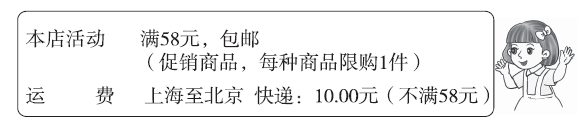 本店活动 满58元，包邮
（促销商品，每种商品限购1件）
运 费 上海至北京 快递：10.00元（不满58元）